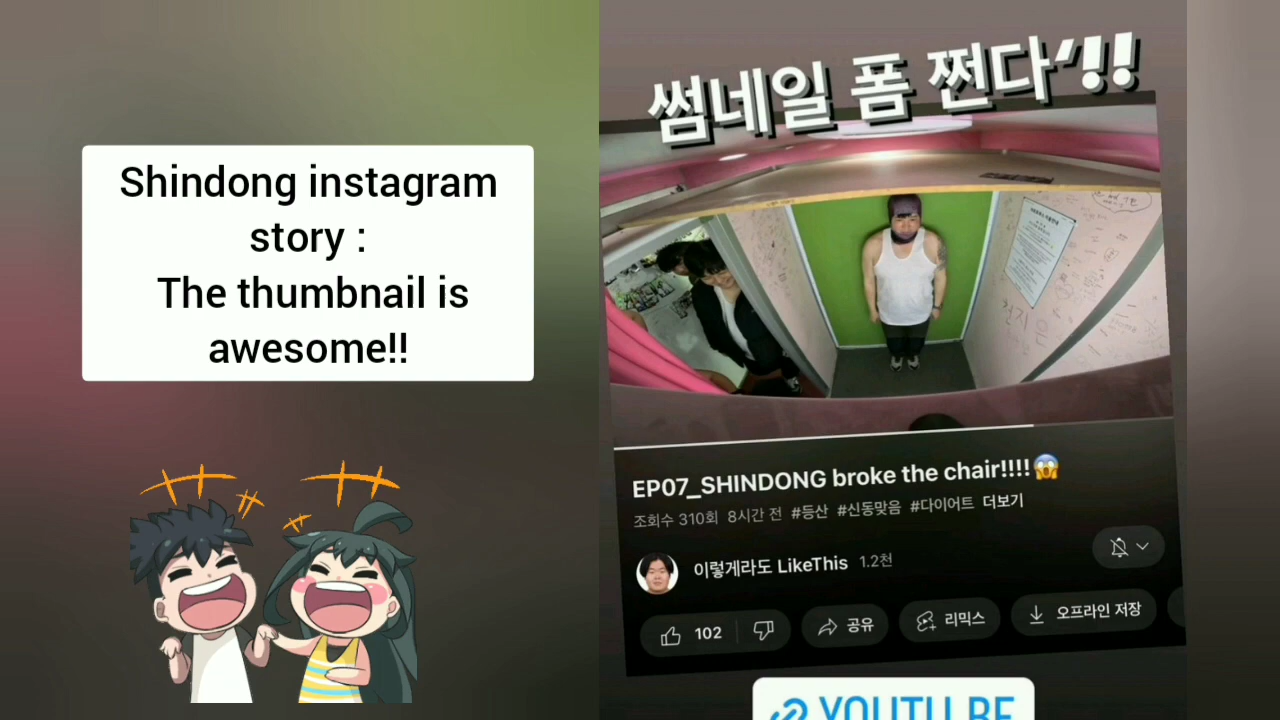 Shindong instagram
story :
The thumbnail is
awesome!!
썸네일 폼 쩐다‘!!
EP07_SHINDONG broke the chair!!!!😱
조회수 310회 8시간 전 #등산 #신동맞음 #다이어트 더보기
이렇게라도 LikeThis 1.2천
102
공유
리믹스
오프라인 저장
YOUTU.BE